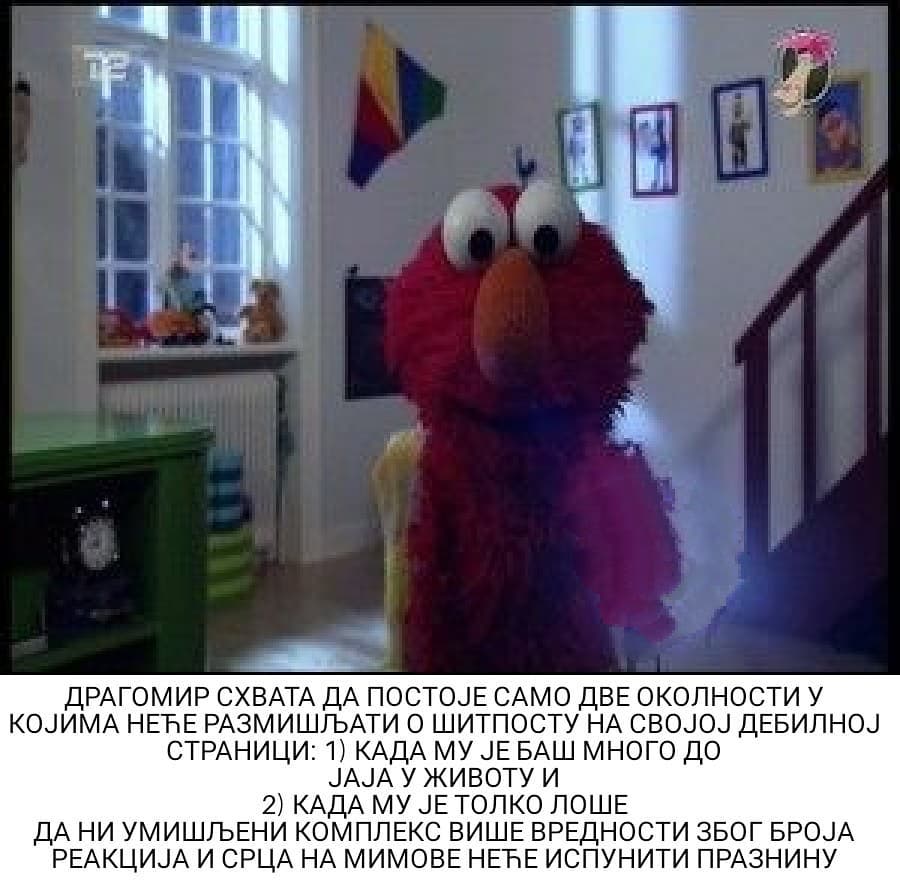 ДРАГОМИР СХВАТА ДА ПОСТОЈЕ САМО ДВЕ ОКОЛНОСТИ У
КОЈИМА НЕЋЕ РАЗМИШЉАТИ О ШИТПОСТУ НА СВОЈОЈ ДЕБИЛНОЈ
СТРАНИЦИ: 1) КАДА МУ ЈЕ БАШ МНОГО ДО
ЈАЈА У ЖИВОТУ И
2) КАДА МУ ЈЕ ТОЛКО ЛОШЕ
ДА НИ УМИШЉЕНИ КОМПЛЕКС ВИШЕ ВРЕДНОСТИ ЗБОГ БРОЈА
РЕАКЦИЈА И СРЦА НА МИМОВЕ НЕЋЕ ИСПУНИТИ ПРАЗНИНУ